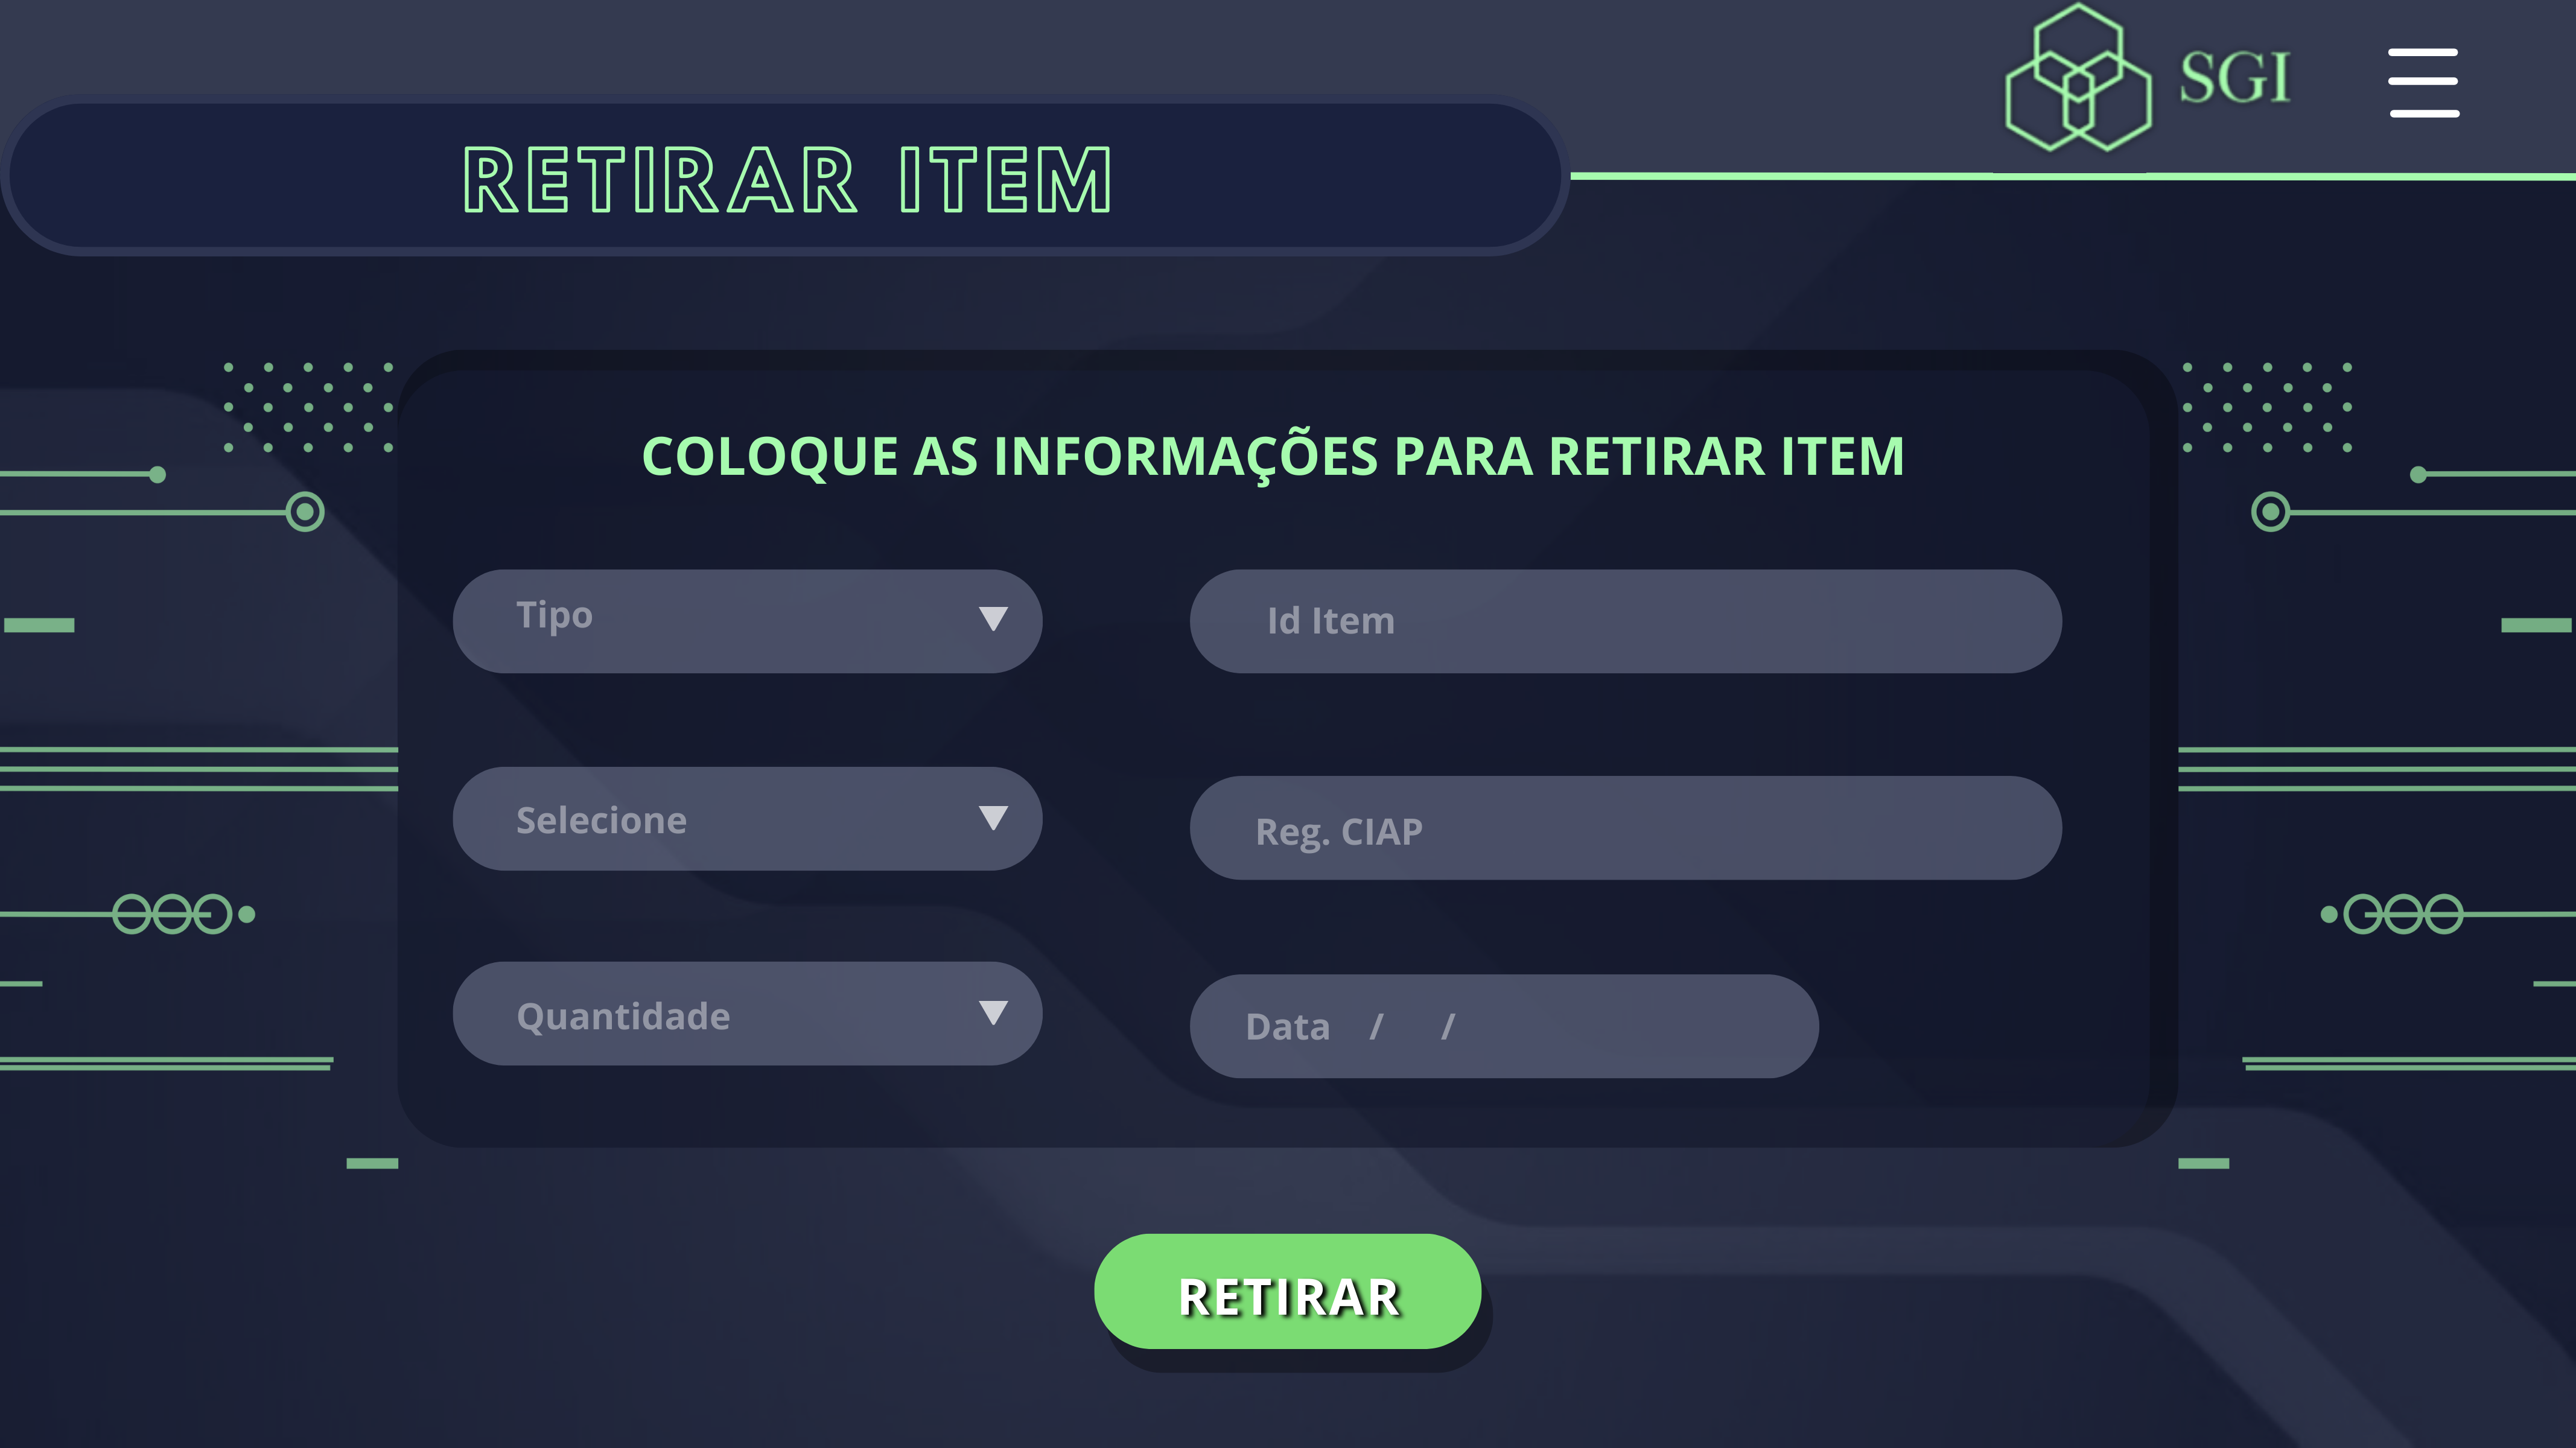 SGI
RETIRAR ITEM
COLOQUE AS INFORMAÇÕES PARA RETIRAR ITEM
Tipo
Id Item
Selecione
Reg. CIAP
Quantidade
Data / /
RETIRAR